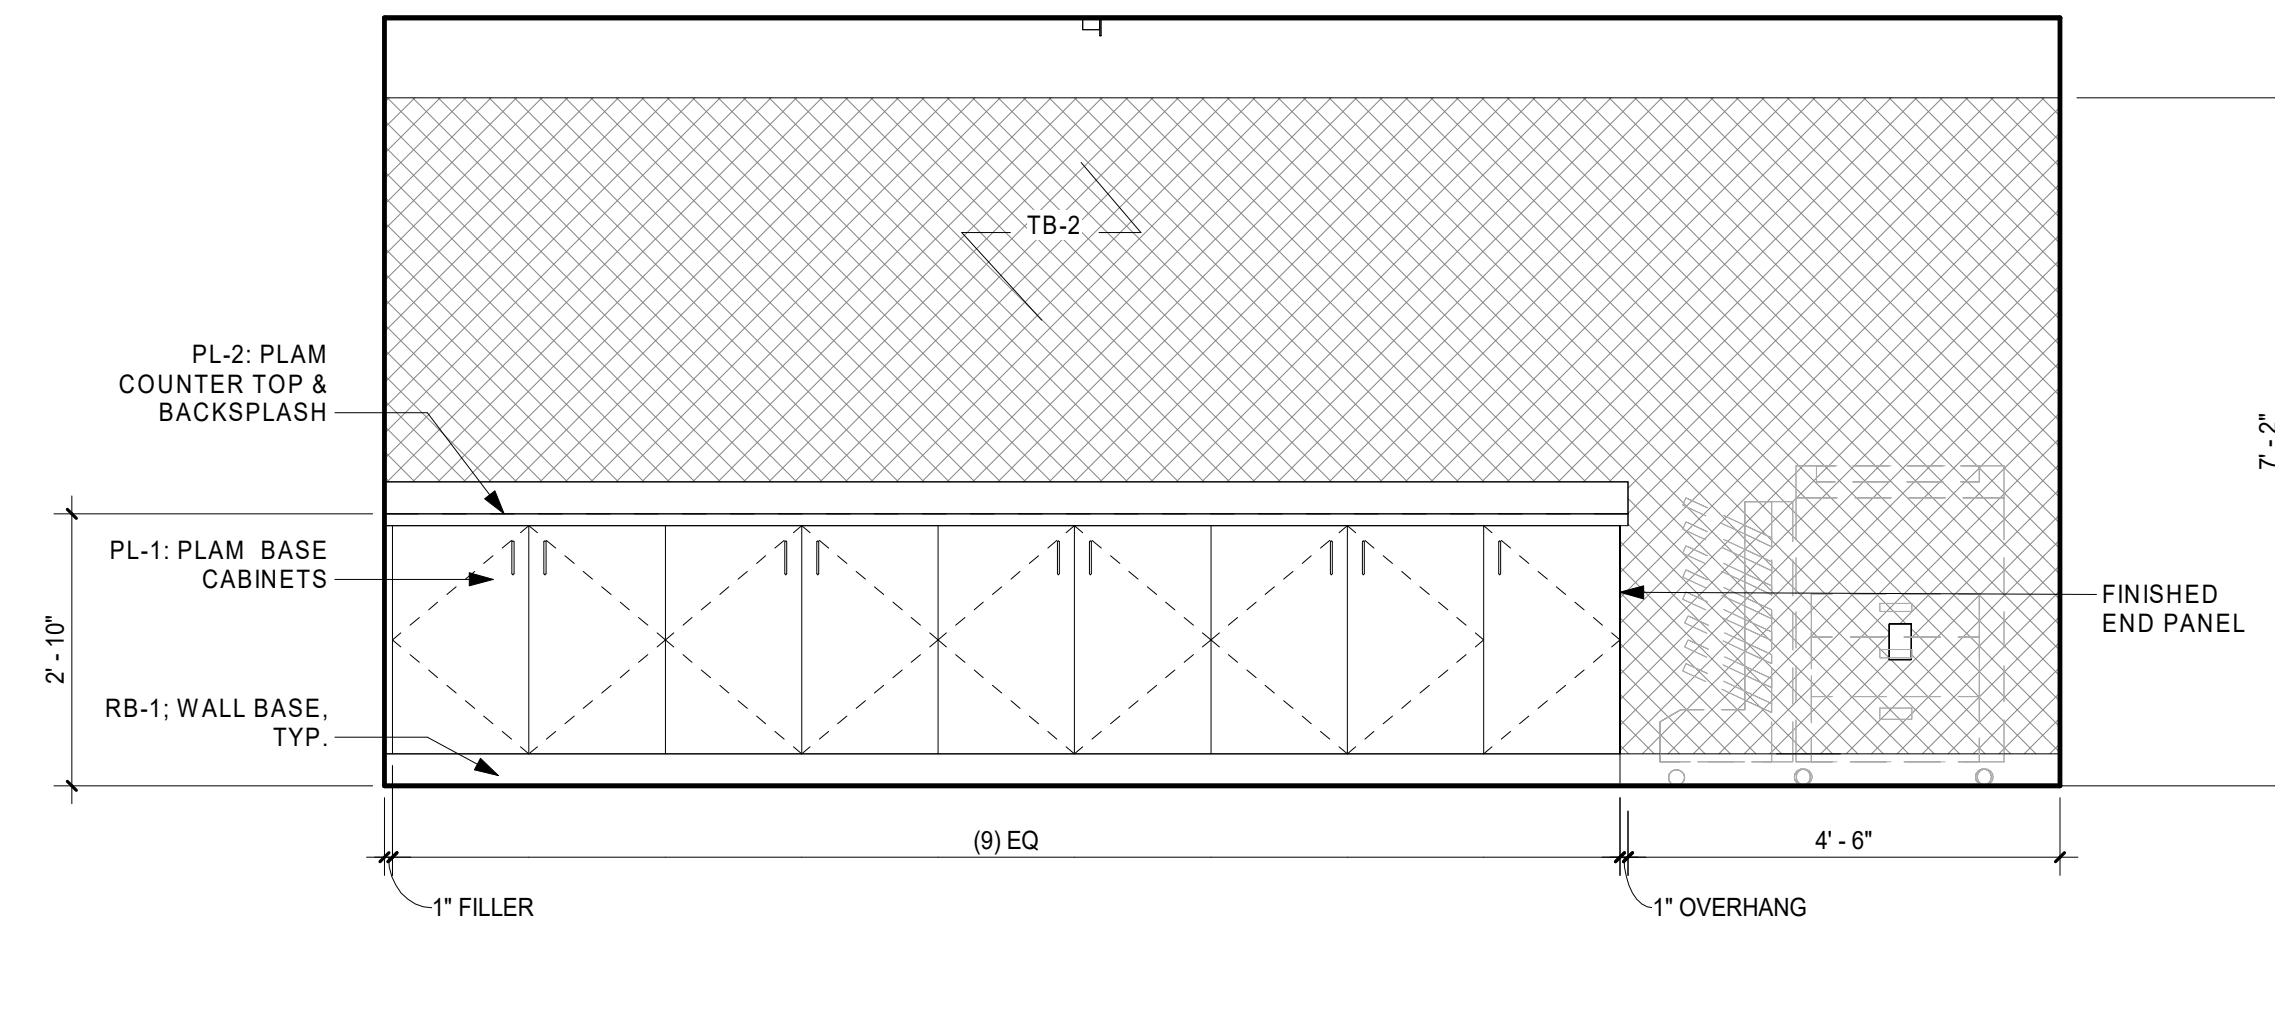 TB-2
PL-2: PLAM
COUNTER TOP &
BACKSPLASH
7' - 2"
PL-1: PLAM BASE
CABINETS
2' - 10"
FINISHED
END PANEL
RB-1; WALL BASE,
TYP.
(9) EQ
4' - 6"
1" FILLER
1" OVERHANG